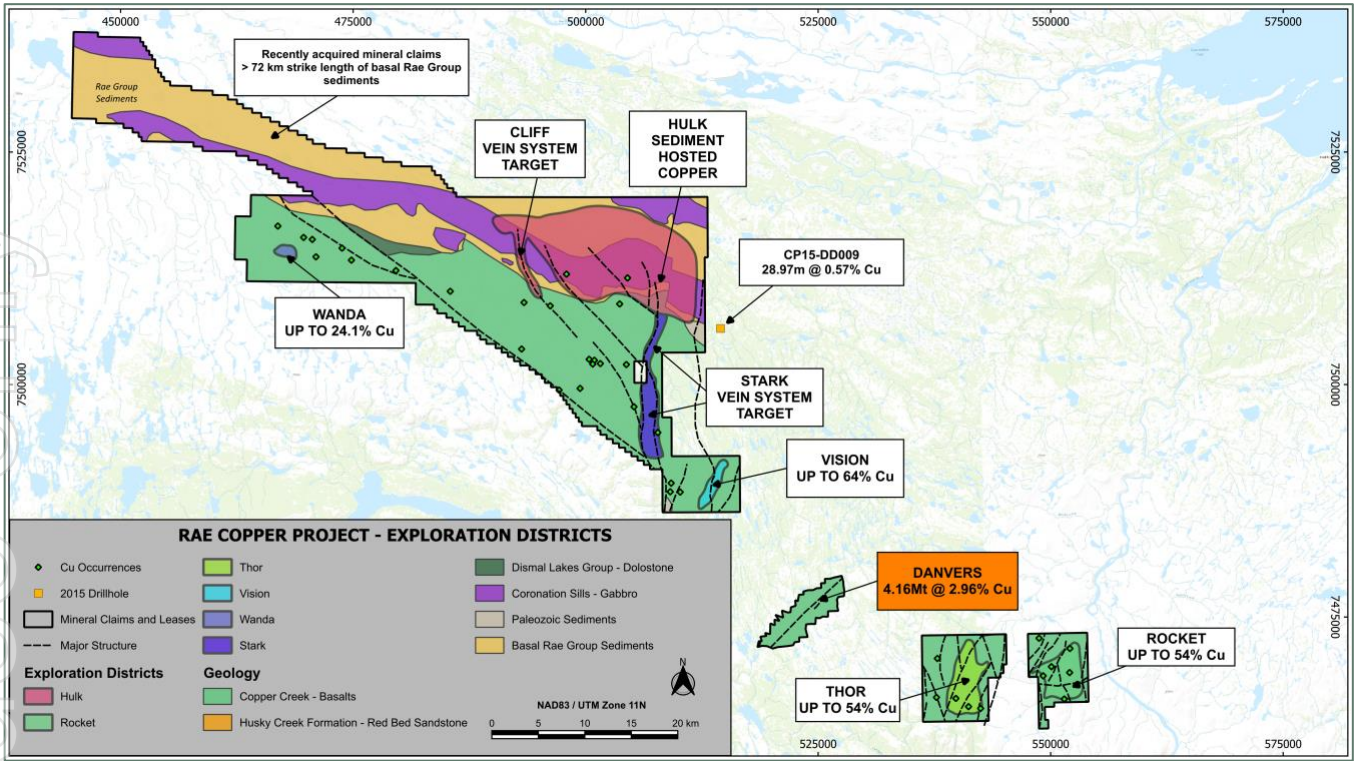 450000
475000
500000
525000
550000
575000
Recently acquired mineral claims
> 72 km strike length of basal Rae Group
sediments
Rae Group
Sediments
CLIFF
VEIN SYSTEM
TARGET
HULK
SEDIMENT
HOSTED
COPPER
7525000
7525000
CP15-DD009
28.97m @ 0.57% Cu
WANDA
UP TO 24.1% Cu
7500000
7500000
STARK
VEIN SYSTEM
TARGET
VISION
UP TO 64% Cu
DANVERS
4.16Mt @ 2.96% Cu
7475000
THOR
UP TO 54% Cu
ROCKET
UP TO 54% Cu
RAE COPPER PROJECT - EXPLORATION DISTRICTS
Cu Occurrences
2015 Drillhole
Mineral Claims and Leases
Major Structure
Exploration Districts
Hulk
Rocket
Thor
Vision
Wanda
Stark
Geology
Copper Creek - Basalts
Husky Creek Formation - Red Bed Sandstone
Dismal Lakes Group - Dolostone
Coronation Sills - Gabbro
Paleozoic Sediments
Basal Rae Group Sediments
N
NAD83 / UTM Zone 11N
0 5 10 15 20 km
525000
550000
575000